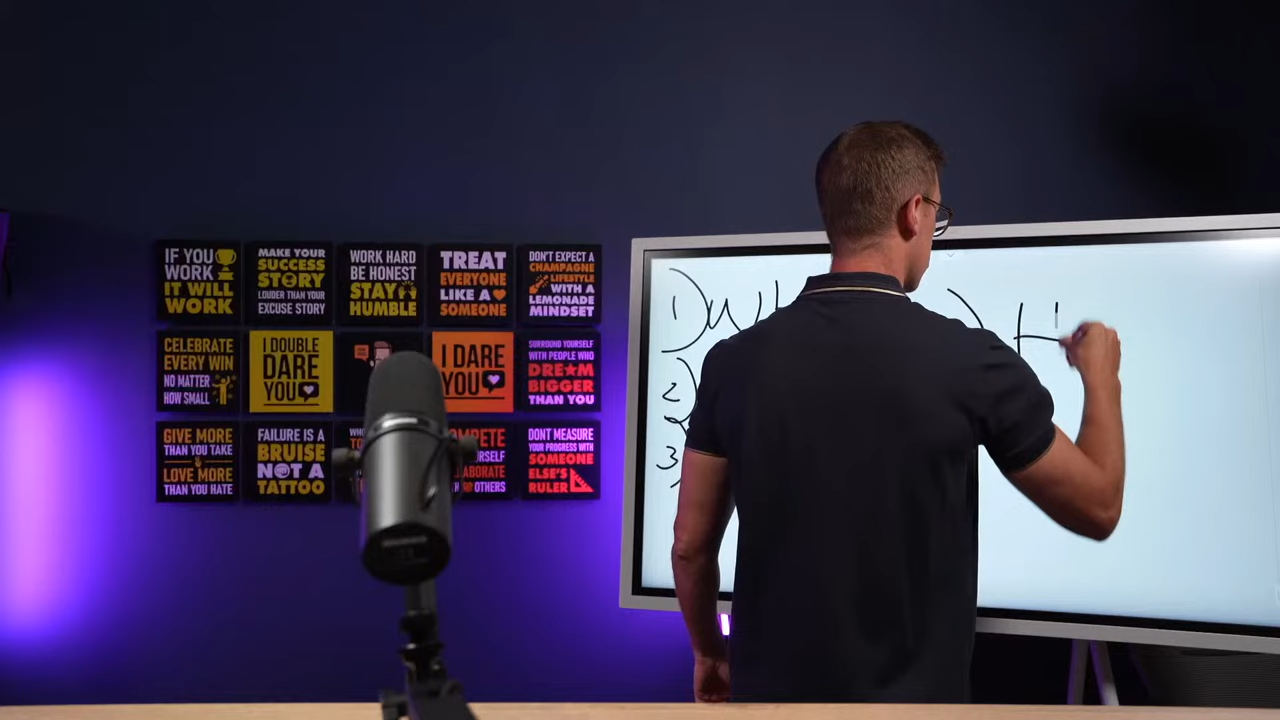 IF YOU
WORK
IT WILL
WORK
MAKE YOUR
SUCCESS
STORY
LOUDER THAN YOUR
EXCUSE STORY
WORK HARD
BE HONEST
STAY
HUMBLE
TREAT
EVERYONE
LIKE A
SOMEONE
DON'T EXPECT A
CHAMPAGNE
LIFESTYLE
WITH A
LEMONADE
MINDSET
CELEBRATE
EVERY WIN
NO MATTER
HOW SMALL
I DOUBLE
DARE
YOU
I DARE
YOU
SURROUND YOURSELF
WITH PEOPLE WHO
DREAM
BIGGER
THAN YOU
GIVE MORE
THAN YOU TAKE
LOVE MORE
THAN YOU HATE
FAILURE IS A
BRUISE
NOT A
TATTOO
OTHERS
DONT MEASURE
YOUR PROGRESS WITH
SOMEONE
ELSE'S
RULER
1)
2)
3